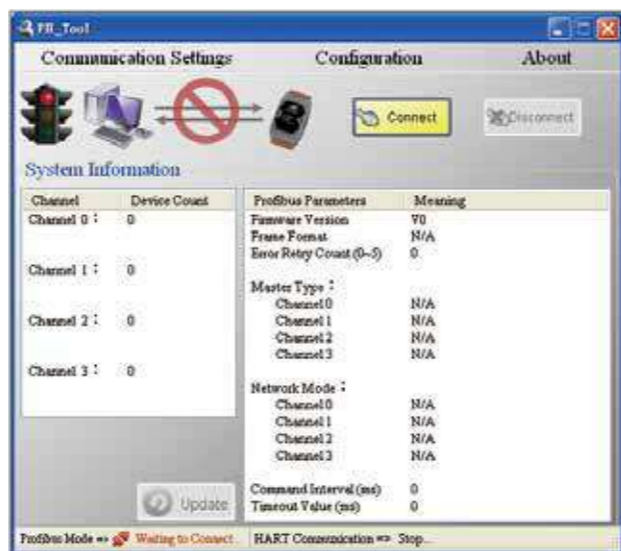 PB_Tool
Communication Settings Configuration About
Connect Disconnect
System Information
Channel Device Count
Channel 0 : 0
Channel 1 : 0
Channel 2 : 0
Channel 3 : 0
Update
Profibus Parameters Meaning
Firmware Version V0
Frame Format N/A
Error Retry Count (0~5) 0
Master Type :
Channel 0 N/A
Channel 1 N/A
Channel 2 N/A
Channel 3 N/A
Network Mode :
Channel 0 N/A
Channel 1 N/A
Channel 2 N/A
Channel 3 N/A
Command Interval (ms) 0
Timeout Value (ms) 0
Profibus Mode => Waiting to Connect... HART Communication => Stop...